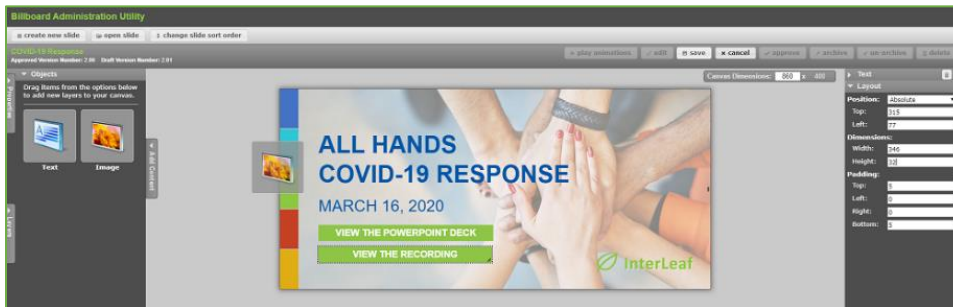 Billboard Administration Utility
create new slide
open slide
change slide sort order
COVID-19 Response
Approved Version Number: 2.00 Draft Version Number: 2.01
play animations
edit
save
cancel
approve
archive
un-archive
delete
Objects
Drag items from the options below
to add new layers to your canvas.
Text
Image
Properties
Layers
Add Content
Canvas Dimensions: 860 x 400
ALL HANDS
COVID-19 RESPONSE
MARCH 16, 2020
VIEW THE POWERPOINT DECK
VIEW THE RECORDING
InterLeaf
Text
Layout
Position: Absolute
Top: 315
Left: 77
Dimensions:
Width: 346
Height: 32
Padding:
Top: 5
Left: 0
Right: 0
Bottom: 5